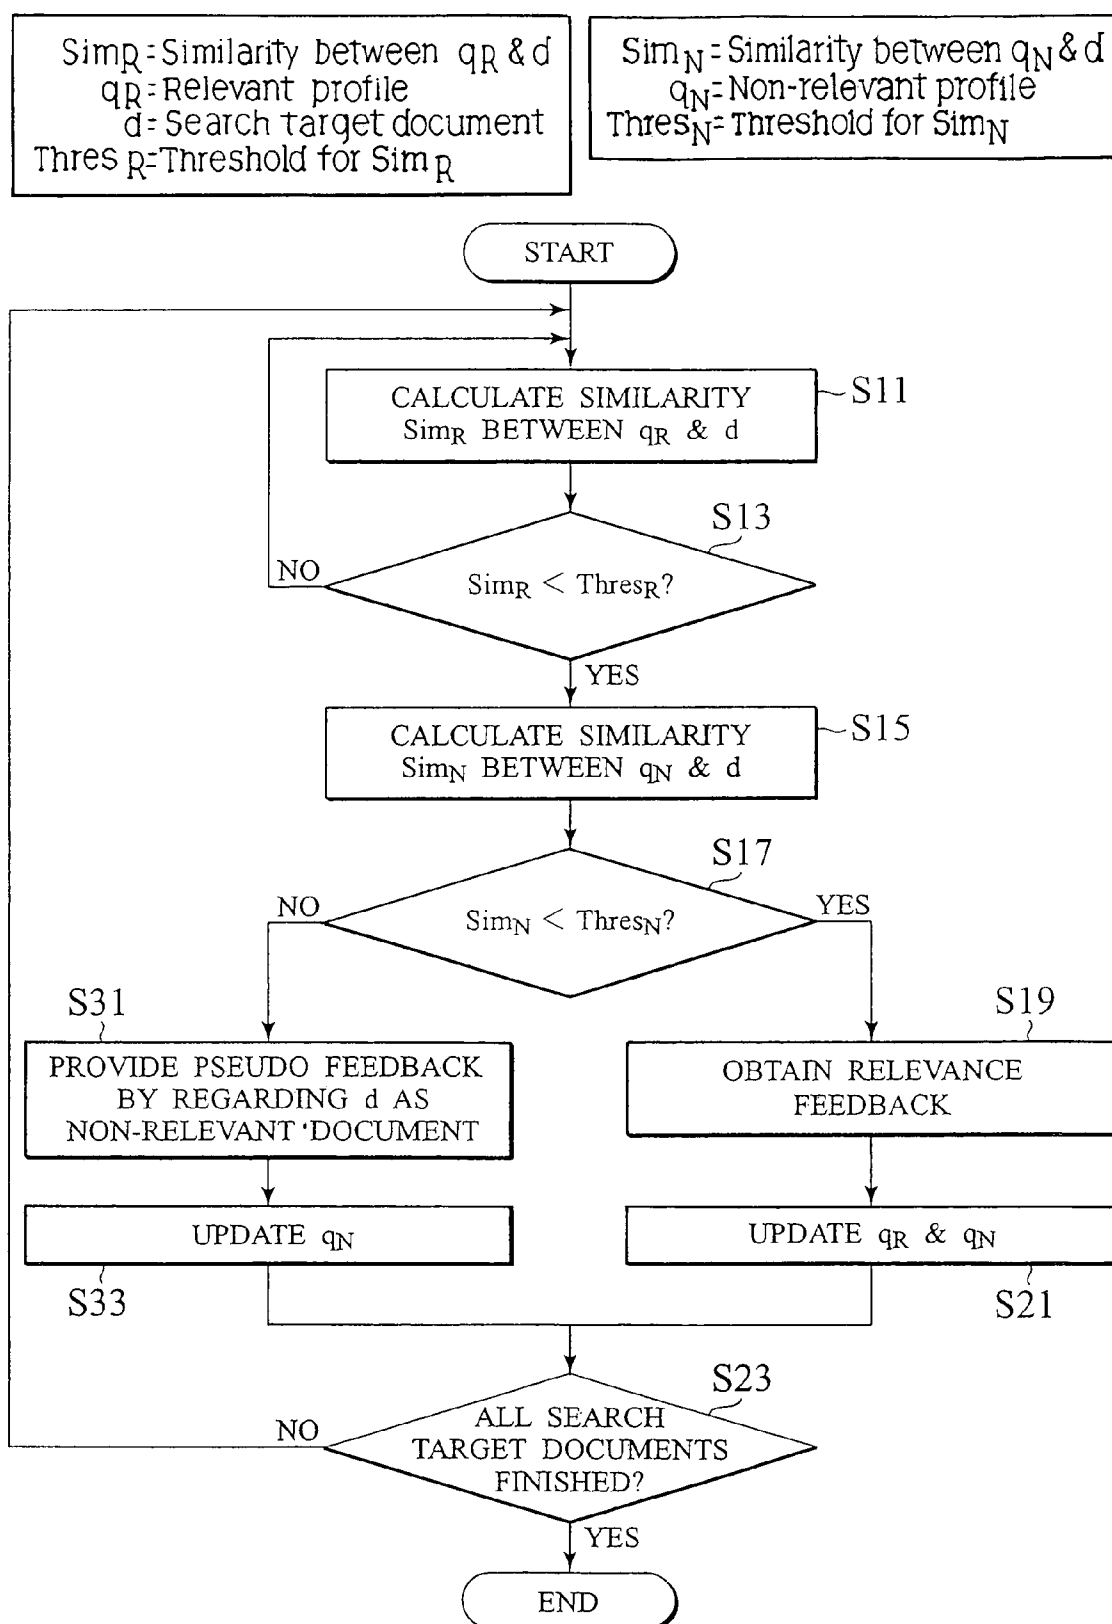 SimR=Similarity between qR & d
qR=Relevant profile
d=Search target document
Thres R=Threshold for SimR
SimN=Similarity between qN & d
qN=Non-relevant profile
ThresN=Threshold for SimN
START
CALCULATE SIMILARITY
SimR BETWEEN qR & d
S11
S13
SimR < ThresR?
NO
YES
CALCULATE SIMILARITY
SimN BETWEEN qN & d
S15
S17
SimN < ThresN?
NO
YES
S31
PROVIDE PSEUDO FEEDBACK
BY REGARDING d AS
NON-RELEVANT DOCUMENT
S19
OBTAIN RELEVANCE
FEEDBACK
UPDATE qN
S33
UPDATE qR & qN
S21
S23
ALL SEARCH
TARGET DOCUMENTS
FINISHED?
NO
YES
END